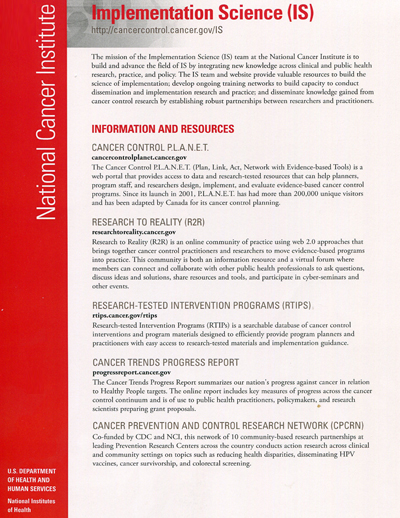 National Cancer Institute
Implementation Science (IS)
http://cancercontrol.cancer.gov/IS
The mission of the Implementation Science (IS) team at the National Cancer Institute is to
build and advance the field of IS by integrating new knowledge across clinical and public health
research, practice, and policy. The IS team and website provide valuable resources to build the
science of implementation; develop ongoing training networks to build capacity to conduct
dissemination and implementation research and practice; and disseminate knowledge gained from
cancer control research by establishing robust partnerships between researchers and practitioners.
INFORMATION AND RESOURCES
CANCER CONTROL P.L.A.N.E.T.
cancercontrolplanet.cancer.gov
The Cancer Control P.L.A.N.E.T. (Plan, Link, Act, Network with Evidence-based Tools) is a
web portal that provides access to data and research-tested resources that can help planners,
program staff, and researchers design, implement, and evaluate evidence-based cancer control
programs. Since its launch in 2001, P.L.A.N.E.T. has had more than 200,000 unique visitors
and has been adapted by Canada for its cancer control planning.
RESEARCH TO REALITY (R2R)
researchtoreality.cancer.gov
Research to Reality (R2R) is an online community of practice using web 2.0 approaches that
brings together cancer control practitioners and researchers to move evidence-based programs
into practice. This community is both an information resource and a virtual forum where
members can connect and collaborate with other public health professionals to ask questions,
discuss ideas and solutions, share resources and tools, and participate in cyber-seminars and
other events.
RESEARCH-TESTED INTERVENTION PROGRAMS (RTIPS)
rtips.cancer.gov/rtips
Research-tested Intervention Programs (RTIPs) is a searchable database of cancer control
interventions and program materials designed to efficiently provide program planners and
practitioners with easy access to research-tested materials and implementation guidance.
CANCER TRENDS PROGRESS REPORT
progressreport.cancer.gov
The Cancer Trends Progress Report summarizes our nation's progress against cancer in relation
to Healthy People targets. The online report includes key measures of progress across the cancer
control continuum and is of use to public health practitioners, policymakers, and research
scientists preparing grant proposals.
CANCER PREVENTION AND CONTROL RESEARCH NETWORK (CPCRN)
Co-funded by CDC and NCI, this network of 10 community-based research partnerships at
leading Prevention Research Centers across the country conducts action research across clinical
and community settings on topics such as reducing health disparities, disseminating HPV
vaccines, cancer survivorship, and colorectal screening.
U.S. DEPARTMENT
OF HEALTH AND
HUMAN SERVICES
National Institutes
of Health